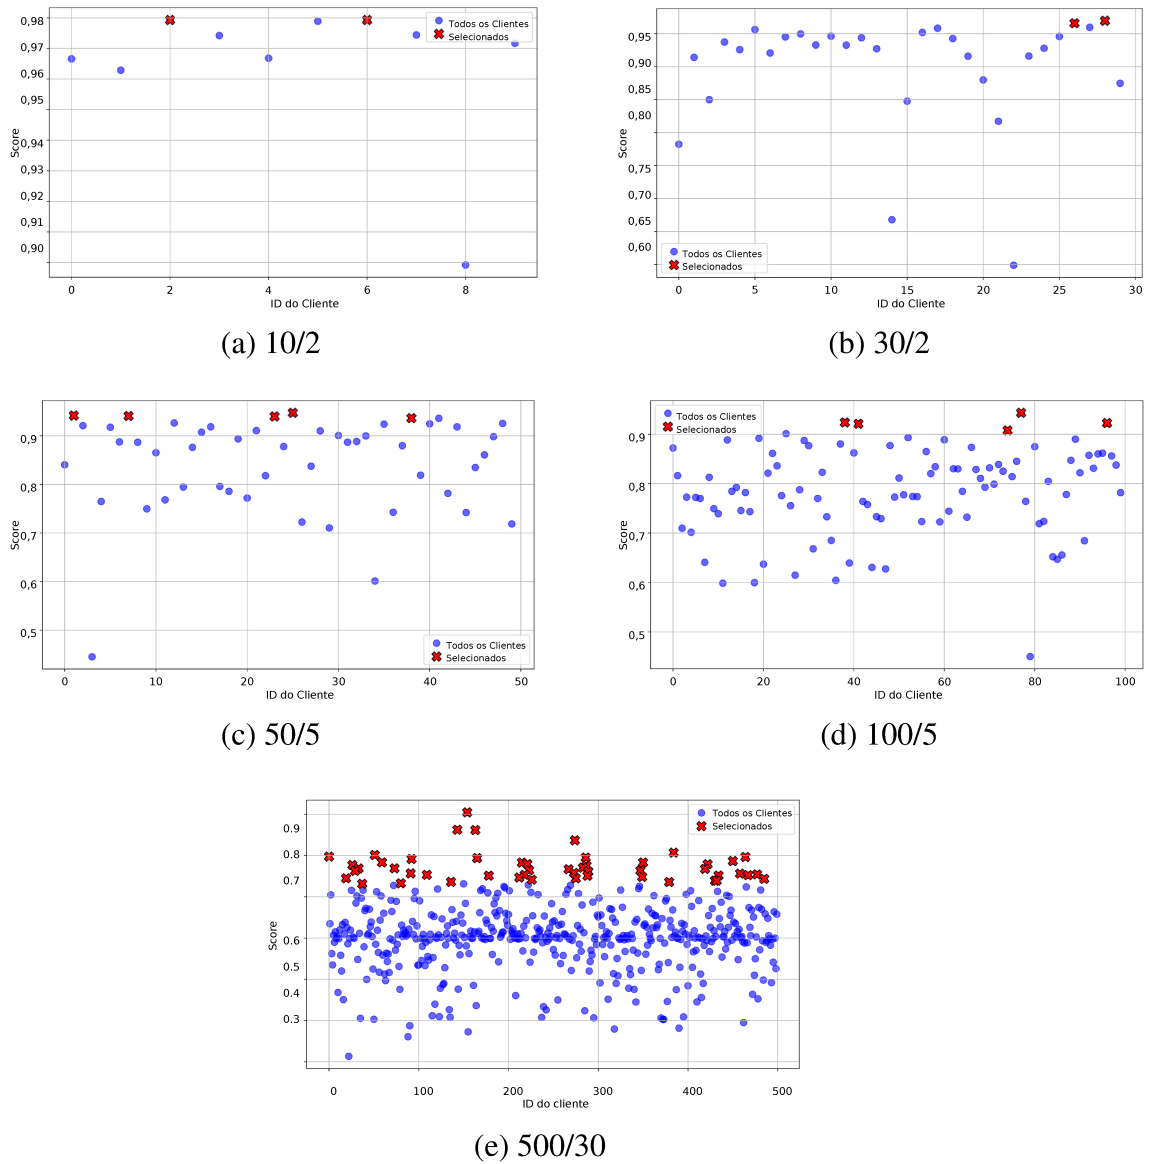 0,98
0,97
0,96
0,95
0,94
0,93
0,92
0,91
0,90
Score
Todos os Clientes
Selecionados
0 2 4 6 8
ID do Cliente
(a) 10/2
0,95
0,90
0,85
0,80
0,75
0,70
0,65
0,60
Score
Todos os Clientes
Selecionados
0 5 10 15 20 25 30
ID do Cliente
(b) 30/2
0,9
0,8
0,7
0,6
0,5
Score
Todos os Clientes
Selecionados
0 10 20 30 40 50
ID do Cliente
(c) 50/5
Todos os Clientes
Selecionados
0,9
0,8
0,7
0,6
0,5
Score
0 20 40 60 80 100
ID do Cliente
(d) 100/5
Todos os Clientes
Selecionados
0.9
0.8
0.7
0.6
0.5
0.4
0.3
Score
0 100 200 300 400 500
ID do cliente
(e) 500/30